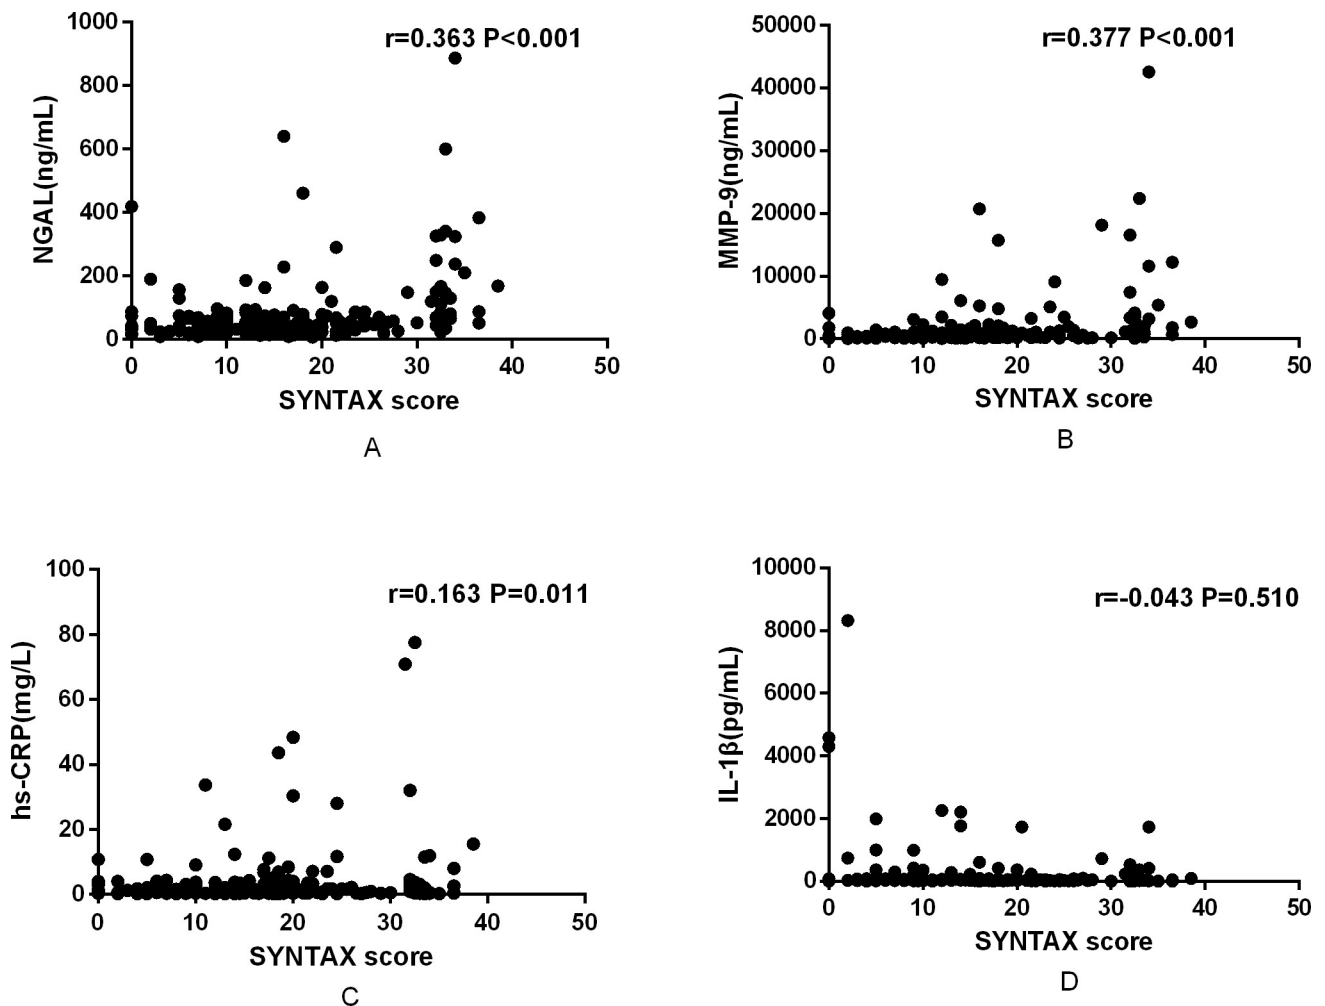 r=0.363 P<0.001
NGAL(ng/mL)
1000
800
600
400
200
0
0 10 20 30 40 50
SYNTAX score
A
r=0.377 P<0.001
MMP-9(ng/mL)
50000
40000
30000
20000
10000
0
0 10 20 30 40 50
SYNTAX score
B
r=0.163 P=0.011
hs-CRP(mg/L)
100
80
60
40
20
0
0 10 20 30 40 50
SYNTAX score
C
r=-0.043 P=0.510
IL-1β(pg/mL)
10000
8000
6000
4000
2000
0
0 10 20 30 40 50
SYNTAX score
D